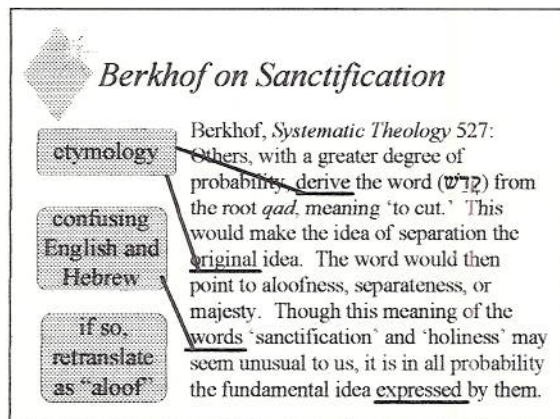 Berkhof on Sanctification
etymology
confusing
English and
Hebrew
if so,
retranslate
as "aloof"
Berkhof, Systematic Theology 527:
Others, with a greater degree of
probability, derive the word (קָדַשׁ) from
the root qad, meaning 'to cut.' This
would make the idea of separation the
original idea. The word would then
point to aloofness, separateness, or
majesty. Though this meaning of the
words 'sanctification' and 'holiness' may
seem unusual to us, it is in all probability
the fundamental idea expressed by them.